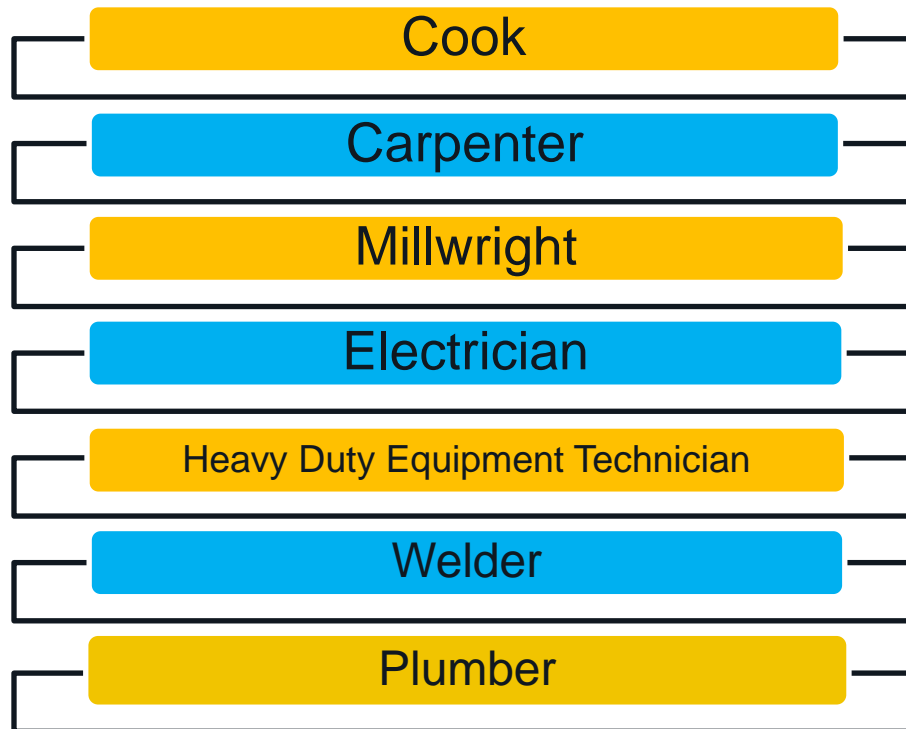 Cook
Carpenter
Millwright
Electrician
Heavy Duty Equipment Technician
Welder
Plumber